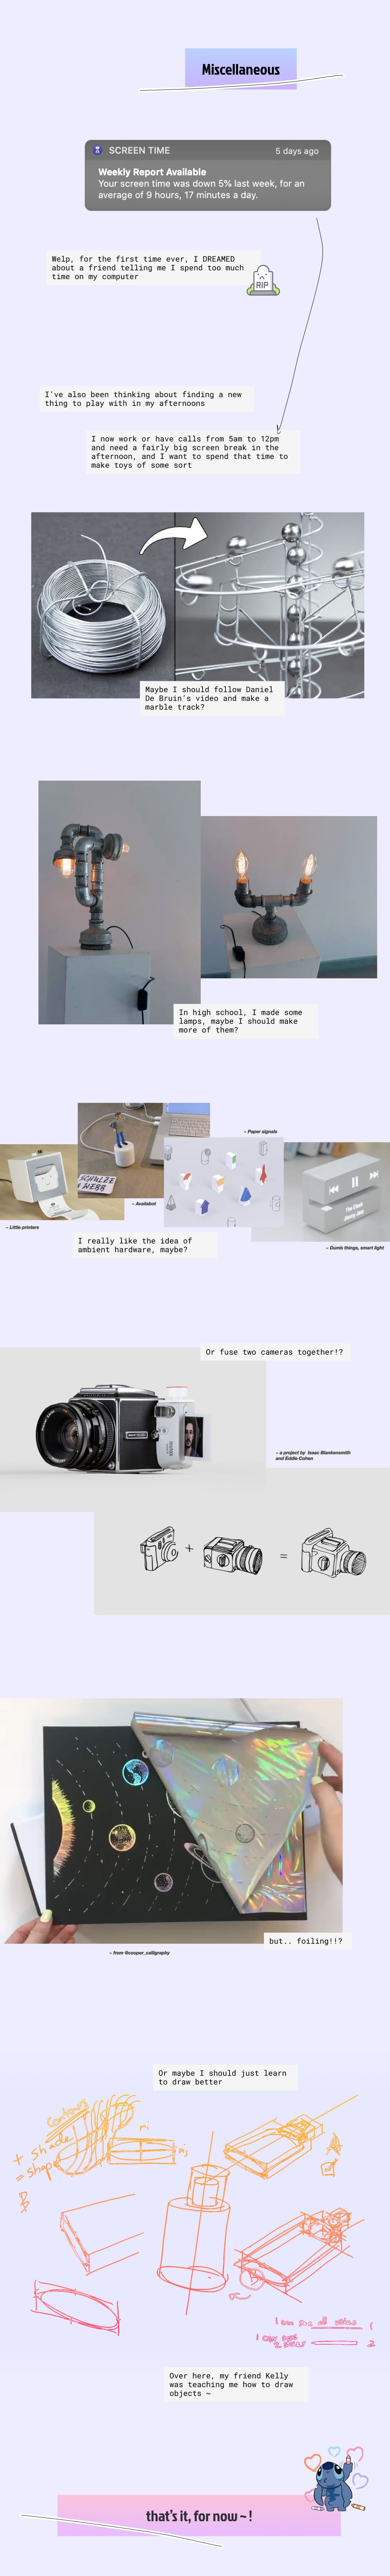 Miscellaneous
SCREEN TIME
5 days ago
Weekly Report Available
Your screen time was down 5% last week, for an
average of 9 hours, 17 minutes a day.
Welp, for the first time ever, I DREAMED
about a friend telling me I spend too much
time on my computer
RIP
I've also been thinking about finding a new
thing to play with in my afternoons
I now work or have calls from 5am to 12pm
and need a fairly big screen break in the
afternoon, and I want to spend that time to
make toys of some sort
Maybe I should follow Daniel
De Bruin's video and make a
marble track?
In high school, I made some
lamps, maybe I should make
more of them?
~ Paper signals
SCHULZE
WEBB
~ Availabot
~ Little printers
~ Dumb things, smart light
I really like the idea of
ambient hardware, maybe?
Or fuse two cameras together!?
~ a project by Isaac Blankensmith
and Eddie Cohen
+
=
but.. foiling!!?
~ from @cooper_calligraphy
Or maybe I should just learn
to draw better
Contour
+ shade
= shape
Over here, my friend Kelly
was teaching me how to draw
objects ~
that's it, for now ~ !